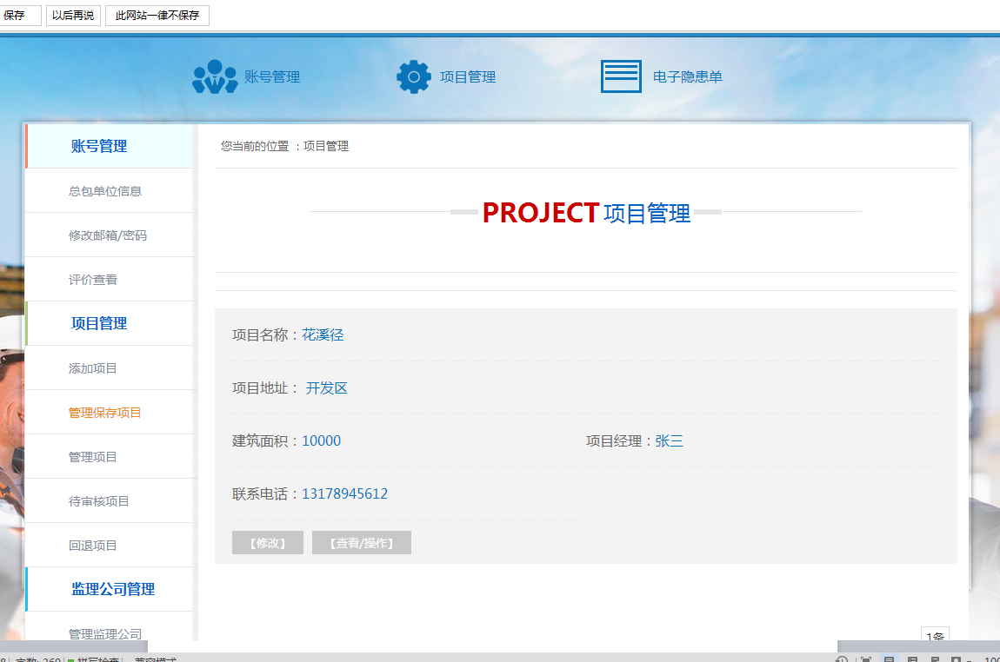 保存 以后再说 此网站一律不保存
账号管理 项目管理 电子隐患单
账号管理
总包单位信息
修改邮箱/密码
评价查看
项目管理
添加项目
管理保存项目
管理项目
待审核项目
回退项目
监理公司管理
管理监理公司
您当前的位置 ：项目管理
PROJECT 项目管理
项目名称：花溪径
项目地址： 开发区
建筑面积：10000 项目经理：张三
联系电话：13178945612
【修改】 【查看/操作】
1条